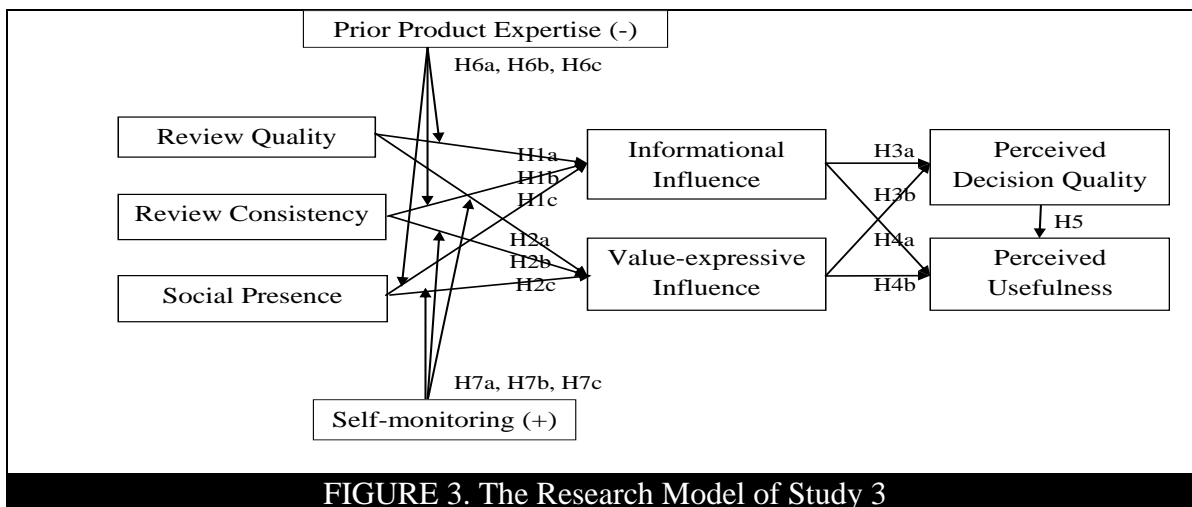 Prior Product Expertise (-)
H6a, H6b, H6c
Review Quality
Review Consistency
Social Presence
H1a
H1b
H1c
H2a
H2b
H2c
Informational
Influence
Value-expressive
Influence
H3a
H3b
H4a
H4b
Perceived
Decision Quality
H5
Perceived
Usefulness
H7a, H7b, H7c
Self-monitoring (+)
FIGURE 3. The Research Model of Study 3